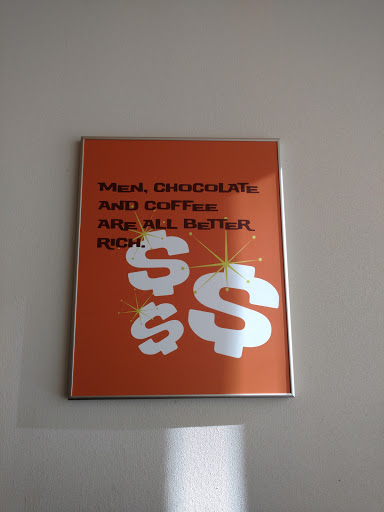 MEN, CHOCOLATE
AND COFFEE
ARE ALL BETTER
RICH.
$
$
$